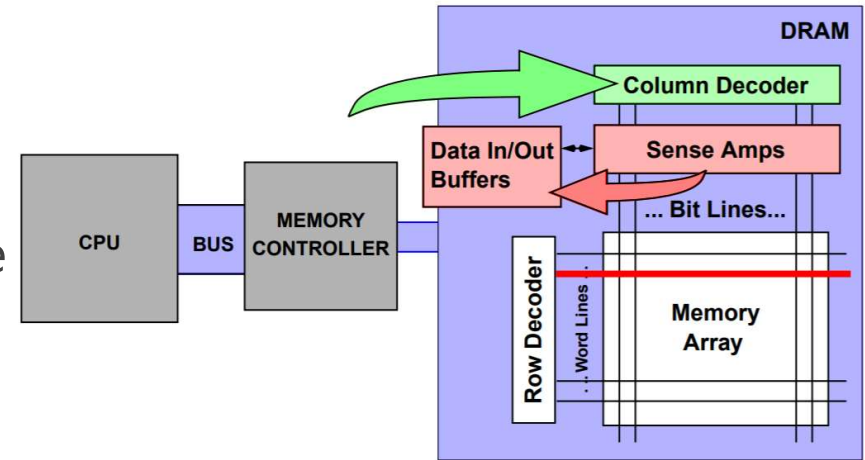 DRAM
Column Decoder
Data In/Out
Buffers
Sense Amps
... Bit Lines...
CPU
BUS
MEMORY
CONTROLLER
e
Row Decoder
... Word Lines ...
Memory
Array